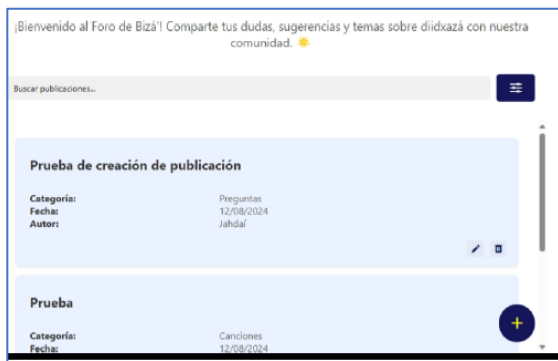 ¡Bienvenido al Foro de Bizá'! Comparte tus dudas, sugerencias y temas sobre diidxazá con nuestra
comunidad. ☀️
Buscar publicaciones...
Prueba de creación de publicación
Categoría: Preguntas
Fecha: 12/08/2024
Autor: Jahdaí
Prueba
Categoría: Canciones
Fecha: 12/08/2024